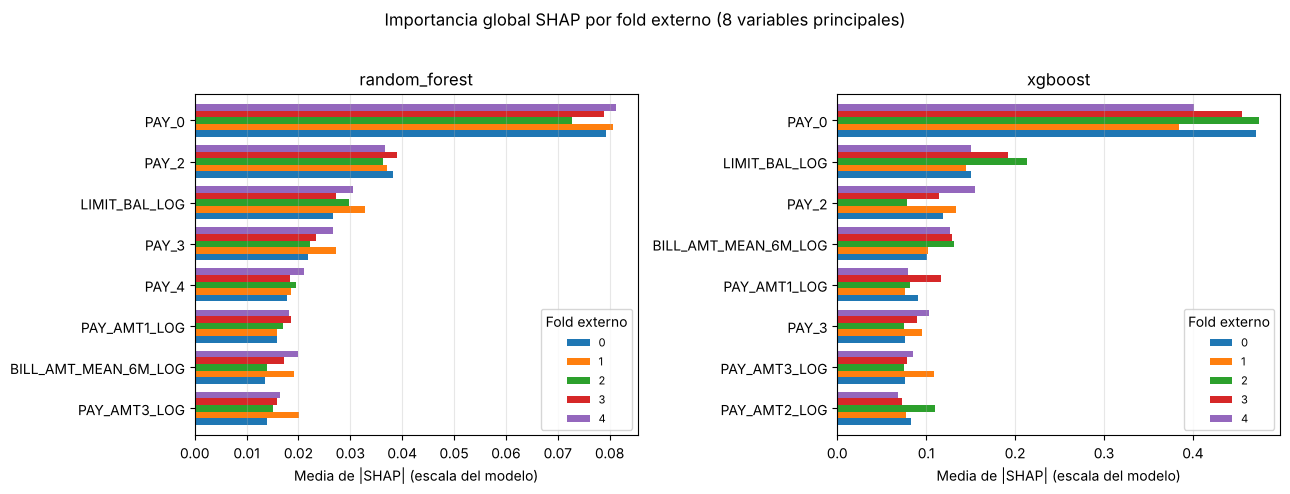 Importancia global SHAP por fold externo (8 variables principales)
random_forest
PAY_0
PAY_2
LIMIT_BAL_LOG
PAY_3
PAY_4
PAY_AMT1_LOG
BILL_AMT_MEAN_6M_LOG
PAY_AMT3_LOG
0.00 0.01 0.02 0.03 0.04 0.05 0.06 0.07 0.08
Media de |SHAP| (escala del modelo)
Fold externo
0
1
2
3
4
xgboost
PAY_0
LIMIT_BAL_LOG
PAY_2
BILL_AMT_MEAN_6M_LOG
PAY_AMT1_LOG
PAY_3
PAY_AMT3_LOG
PAY_AMT2_LOG
0.0 0.1 0.2 0.3 0.4
Media de |SHAP| (escala del modelo)
Fold externo
0
1
2
3
4